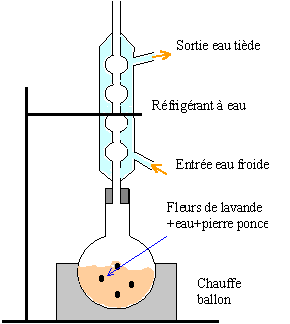 Sortie eau tiède
Réfrigérant à eau
Entrée eau froide
Fleurs de lavande
+eau+pierre ponce
Chauffe
ballon